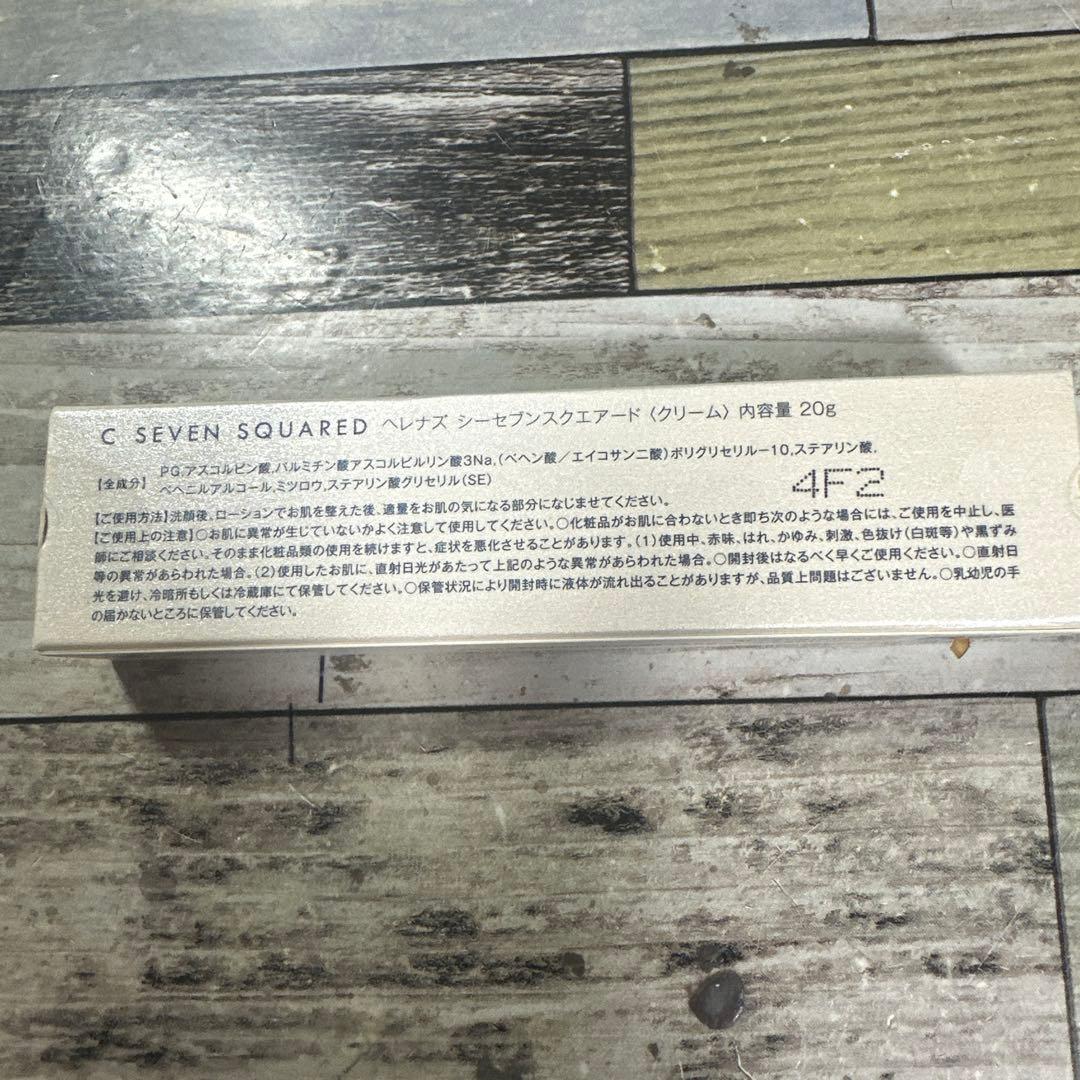 C SEVEN SQUARED ヘレナズ シーセブンスクエアード〈クリーム〉内容量 20g
【全成分】PG,アスコルビン酸,パルミチン酸アスコルビルリン酸3Na,(ベヘン酸／エイコサン二酸)ポリグリセリル-10,ステアリン酸,
ベヘニルアルコール,ミツロウ,ステアリン酸グリセリル(SE)
4F2
【ご使用方法】洗顔後、ローションでお肌を整えた後、適量をお肌の気になる部分になじませてください。
【ご使用上の注意】○お肌に異常が生じていないかよく注意して使用してください。○化粧品がお肌に合わないとき即ち次のような場合には、ご使用を中止し、医
師にご相談ください。そのまま化粧品類の使用を続けますと、症状を悪化させることがあります。(1)使用中、赤味、はれ、かゆみ、刺激、色抜け(白斑等)や黒ずみ
等の異常があらわれた場合。(2)使用したお肌に、直射日光があたって上記のような異常があらわれた場合。○開封後はなるべく早くご使用ください。○直射日
光を避け、冷暗所もしくは冷蔵庫にて保管してください。○保管状況により開封時に液体が流れ出ることがありますが、品質上問題はございません。○乳幼児の手
の届かないところに保管してください。